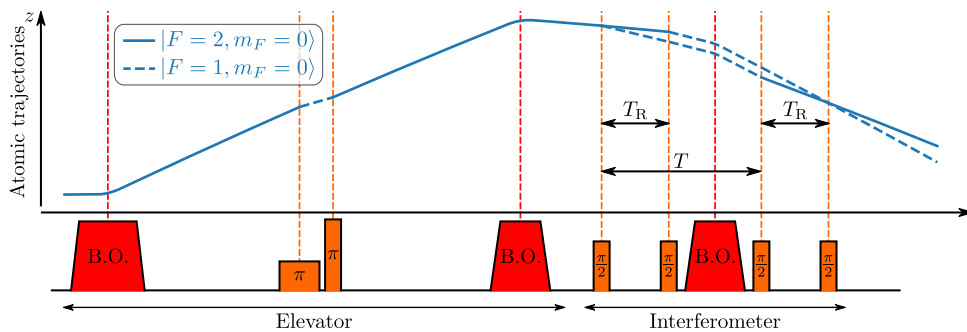 z
Atomic trajectories
|F = 2, m_F = 0⟩
|F = 1, m_F = 0⟩
T_R
T_R
T
B.O.
π
π
B.O.
π/2
π/2
B.O.
π/2
π/2
Elevator
Interferometer